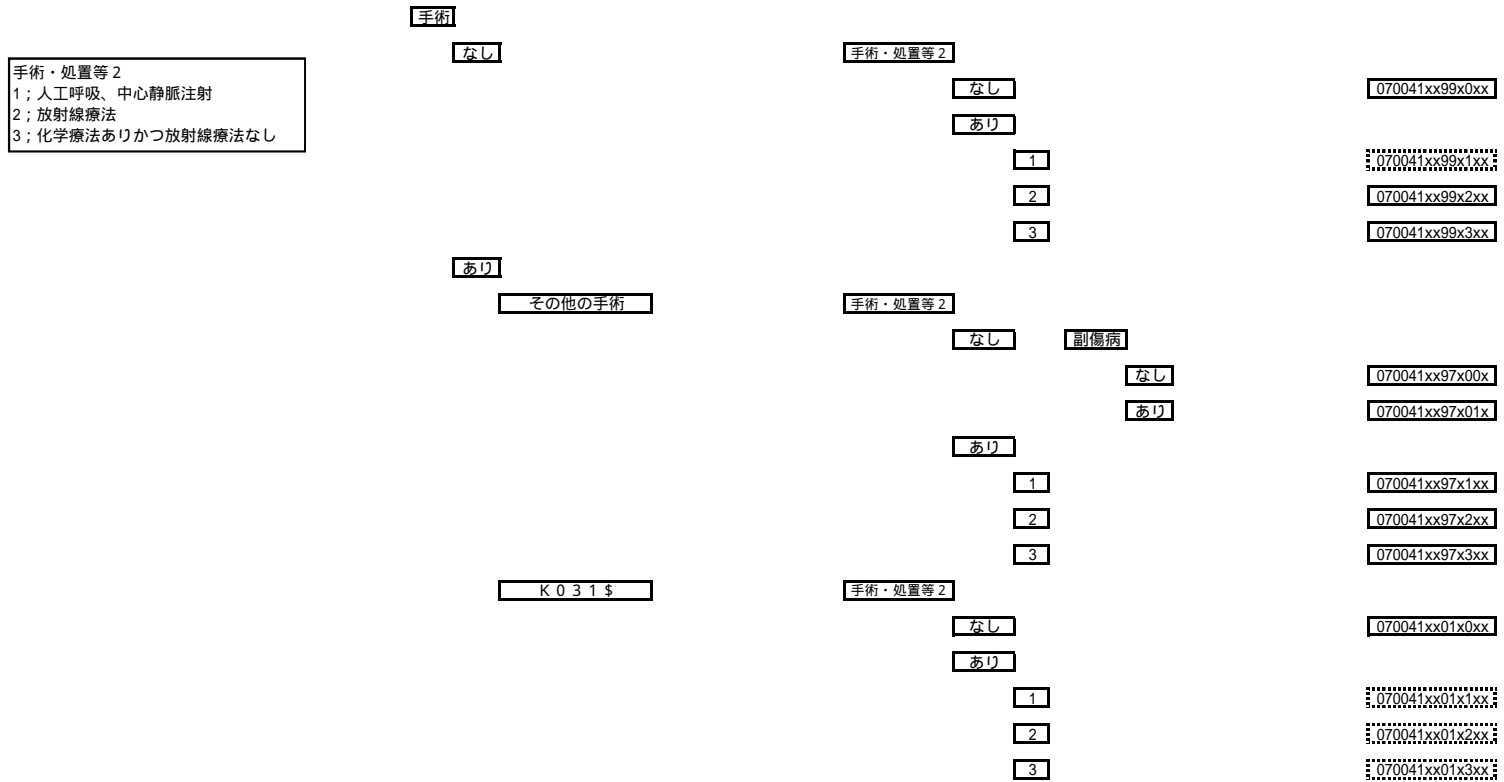 手術
なし 手術・処置等２
手術・処置等２
1；人工呼吸、中心静脈注射
2；放射線療法
3；化学療法ありかつ放射線療法なし
なし 070041xx99x0xx
あり
1 070041xx99x1xx
2 070041xx99x2xx
3 070041xx99x3xx
あり
その他の手術 手術・処置等２
なし 副傷病
なし 070041xx97x00x
あり 070041xx97x01x
あり
1 070041xx97x1xx
2 070041xx97x2xx
3 070041xx97x3xx
Ｋ０３１＄ 手術・処置等２
なし 070041xx01x0xx
あり
1 070041xx01x1xx
2 070041xx01x2xx
3 070041xx01x3xx